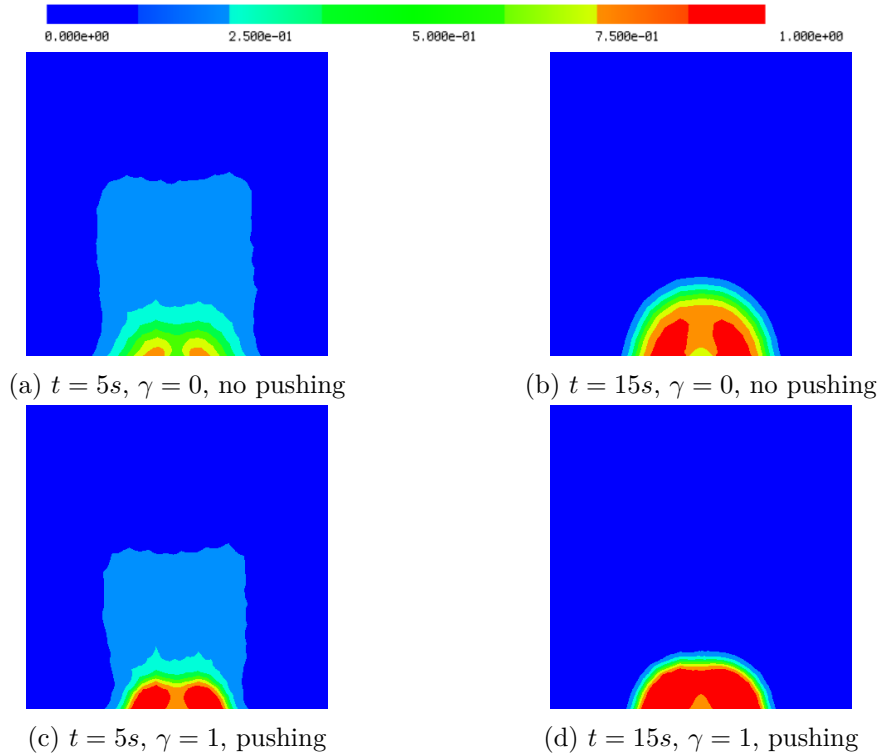 0.000e+00 2.500e-01 5.000e-01 7.500e-01 1.000e+00
(a) t = 5s, γ = 0, no pushing
(b) t = 15s, γ = 0, no pushing
(c) t = 5s, γ = 1, pushing
(d) t = 15s, γ = 1, pushing